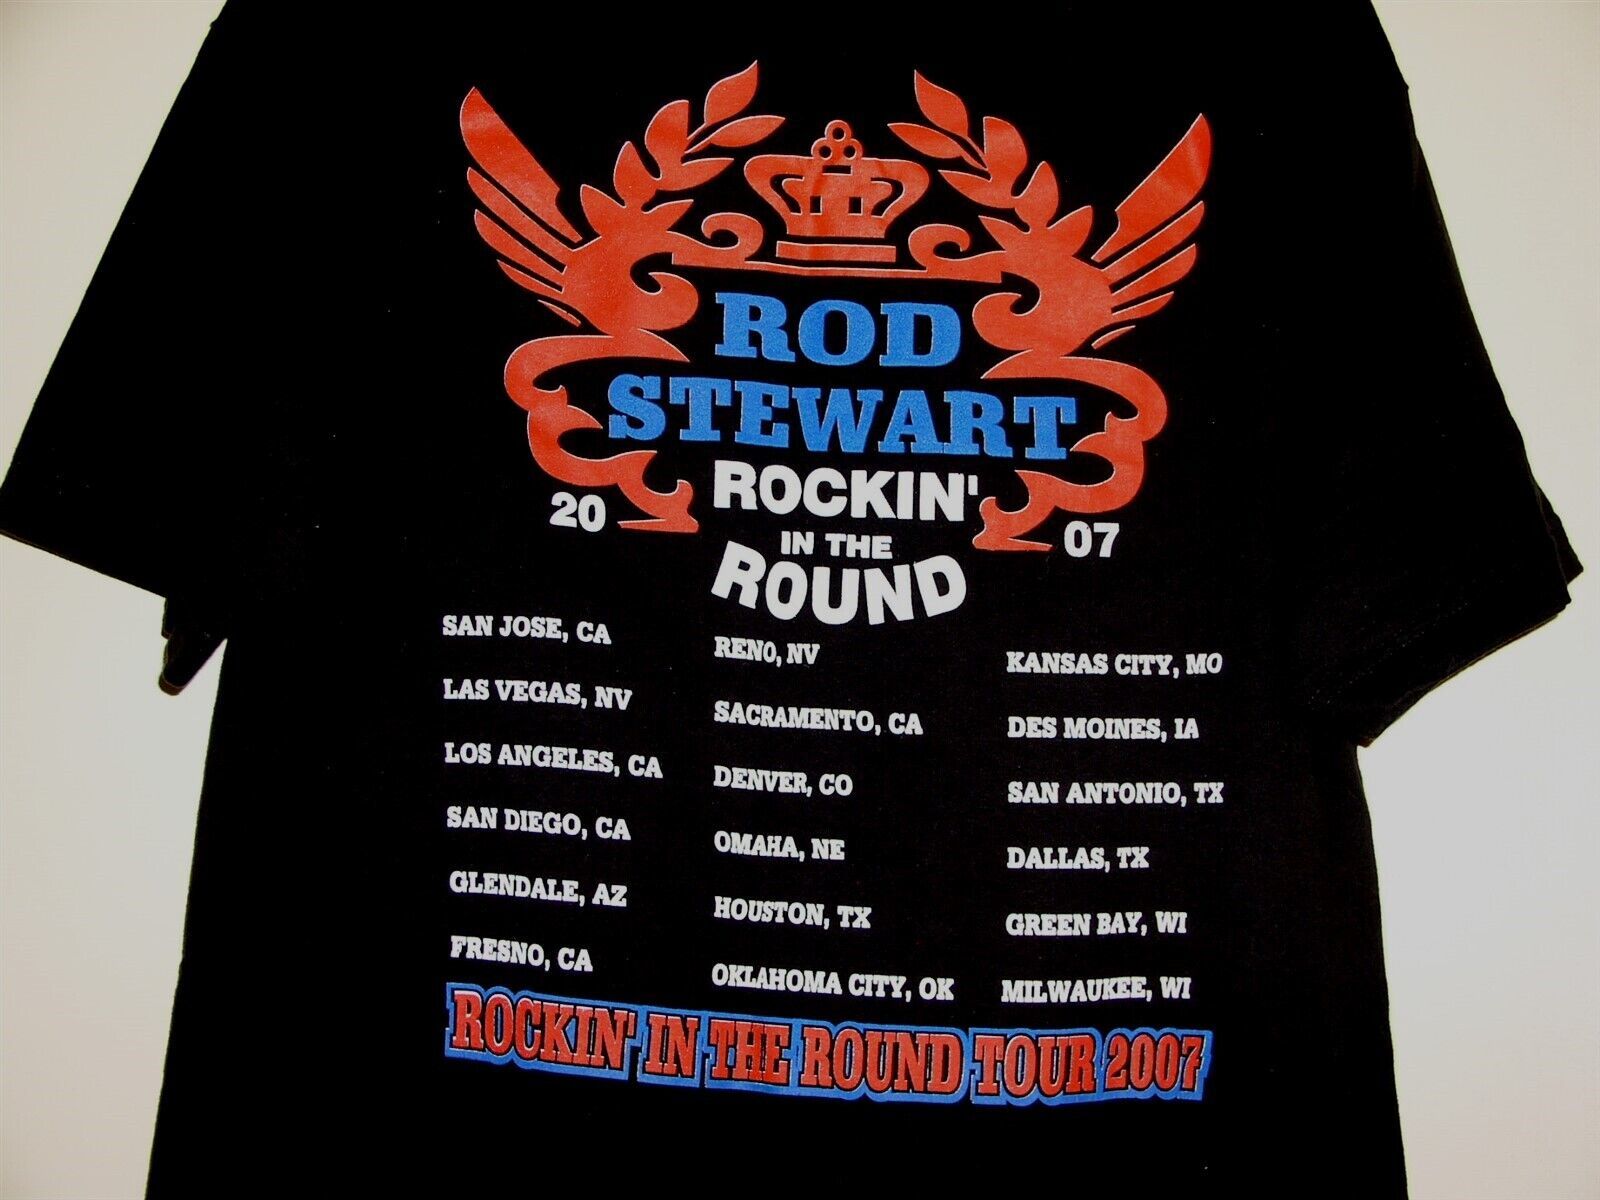 ROD
STEWART
ROCKIN'
20 07
IN THE
ROUND
SAN JOSE, CA
LAS VEGAS, NV
LOS ANGELES, CA
SAN DIEGO, CA
GLENDALE, AZ
FRESNO, CA
RENO, NV
SACRAMENTO, CA
DENVER, CO
OMAHA, NE
HOUSTON, TX
OKLAHOMA CITY, OK
KANSAS CITY, MO
DES MOINES, IA
SAN ANTONIO, TX
DALLAS, TX
GREEN BAY, WI
MILWAUKEE, WI
ROCKIN' IN THE ROUND TOUR 2007